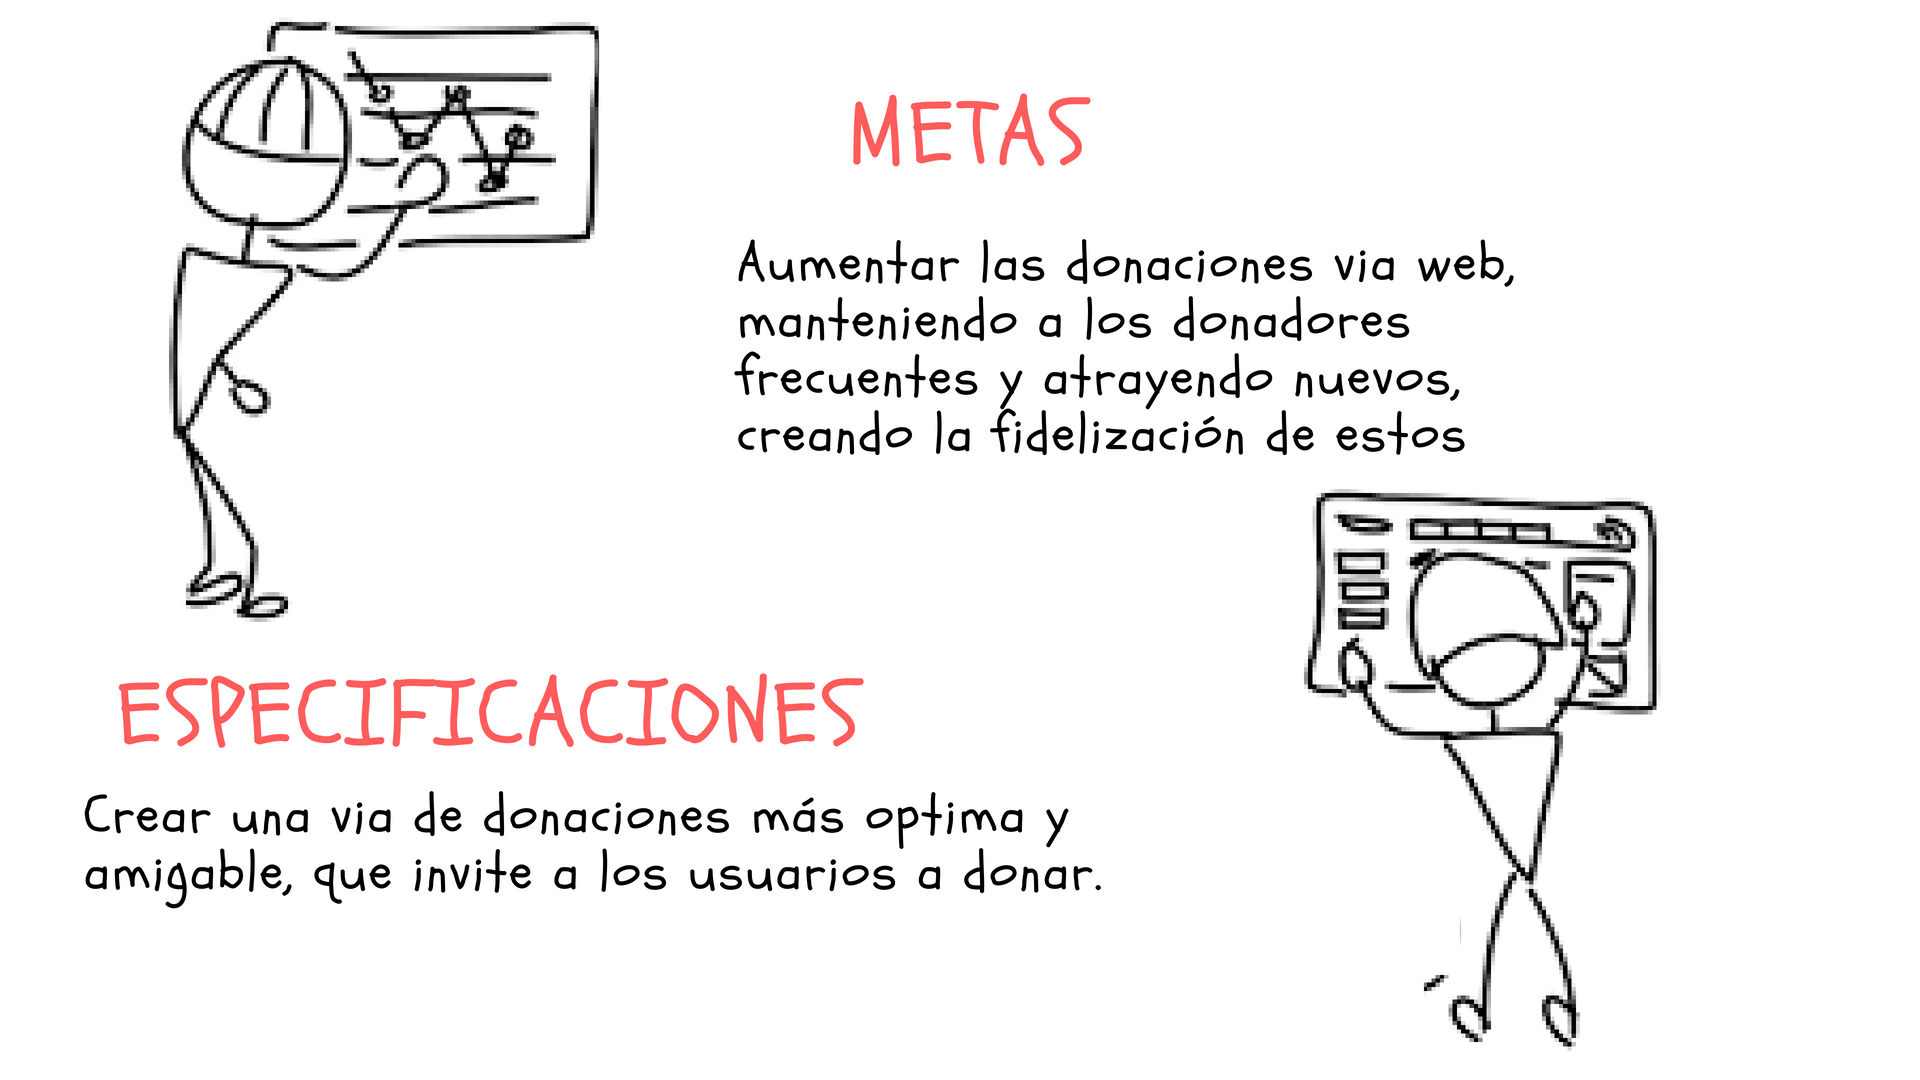 METAS
Aumentar las donaciones via web,
manteniendo a los donadores
frecuentes y atrayendo nuevos,
creando la fidelización de estos
ESPECIFICACIONES
Crear una via de donaciones más optima y
amigable, que invite a los usuarios a donar.